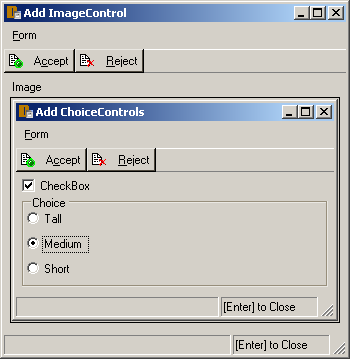 Add ImageControl
Form
Accept Reject
Image
Add ChoiceControls
Form
Accept Reject
CheckBox
Choice
Tall
Medium
Short
[Enter] to Close
[Enter] to Close